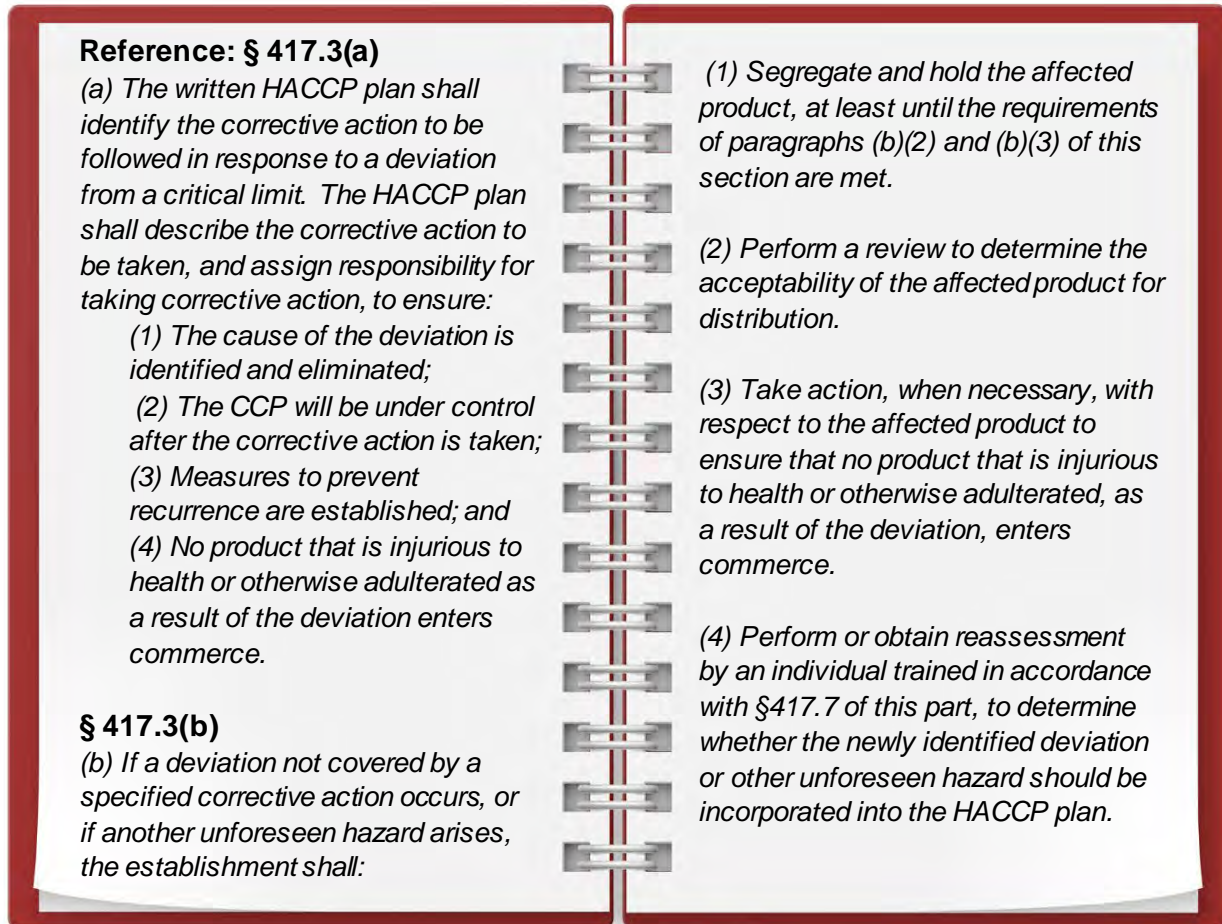 Reference: § 417.3(a)
(a) The written HACCP plan shall
identify the corrective action to be
followed in response to a deviation
from a critical limit. The HACCP plan
shall describe the corrective action to
be taken, and assign responsibility for
taking corrective action, to ensure:
(1) The cause of the deviation is
identified and eliminated;
(2) The CCP will be under control
after the corrective action is taken;
(3) Measures to prevent
recurrence are established; and
(4) No product that is injurious to
health or otherwise adulterated as
a result of the deviation enters
commerce.
§ 417.3(b)
(b) If a deviation not covered by a
specified corrective action occurs, or
if another unforeseen hazard arises,
the establishment shall:
(1) Segregate and hold the affected
product, at least until the requirements
of paragraphs (b)(2) and (b)(3) of this
section are met.
(2) Perform a review to determine the
acceptability of the affected product for
distribution.
(3) Take action, when necessary, with
respect to the affected product to
ensure that no product that is injurious
to health or otherwise adulterated, as
a result of the deviation, enters
commerce.
(4) Perform or obtain reassessment
by an individual trained in accordance
with §417.7 of this part, to determine
whether the newly identified deviation
or other unforeseen hazard should be
incorporated into the HACCP plan.